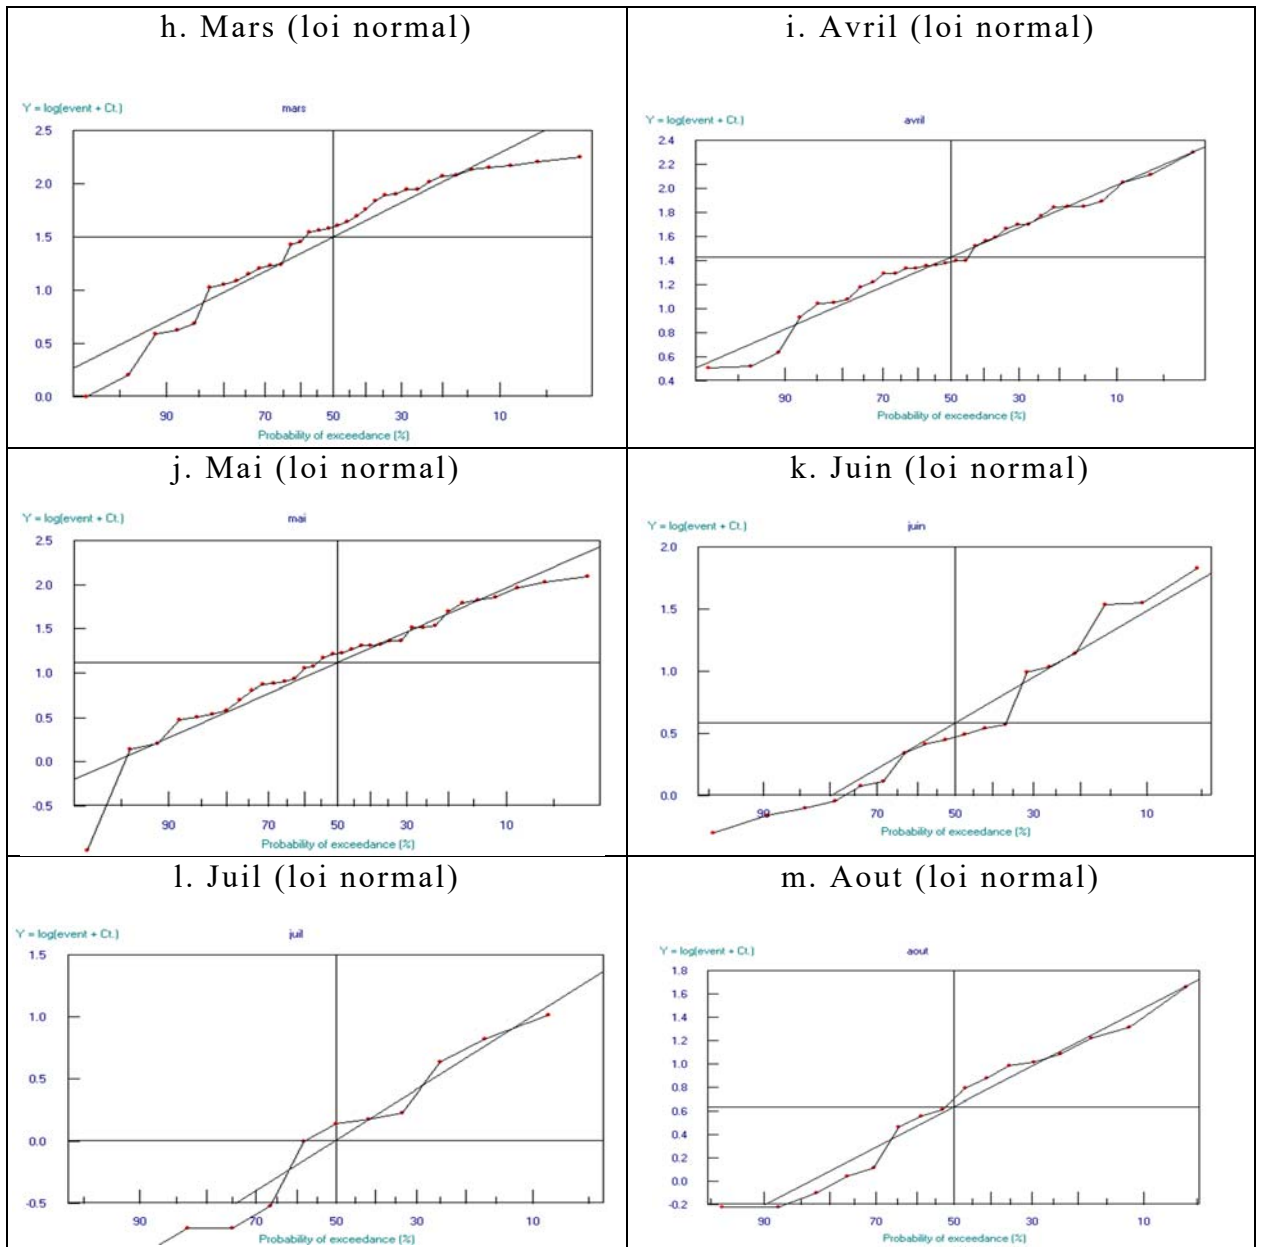 h. Mars (loi normal)
Y = log(event + Ct.)
mars
2.5
2.0
1.5
1.0
0.5
0.0
90 70 50 30 10
Probability of exceedance (%)
i. Avril (loi normal)
Y = log(event + Ct.)
avril
2.4
2.2
2.0
1.8
1.6
1.4
1.2
1.0
0.8
0.6
0.4
90 70 50 30 10
Probability of exceedance (%)
j. Mai (loi normal)
Y = log(event + Ct.)
mai
2.5
2.0
1.5
1.0
0.5
0.0
-0.5
90 70 50 30 10
Probability of exceedance (%)
k. Juin (loi normal)
Y = log(event + Ct.)
juin
2.0
1.5
1.0
0.5
0.0
90 70 50 30 10
Probability of exceedance (%)
l. Juil (loi normal)
Y = log(event + Ct.)
juil
1.5
1.0
0.5
0.0
-0.5
90 70 50 30 10
Probability of exceedance (%)
m. Aout (loi normal)
Y = log(event + Ct.)
aout
1.8
1.6
1.4
1.2
1.0
0.8
0.6
0.4
0.2
0.0
-0.2
90 70 50 30 10
Probability of exceedance (%)